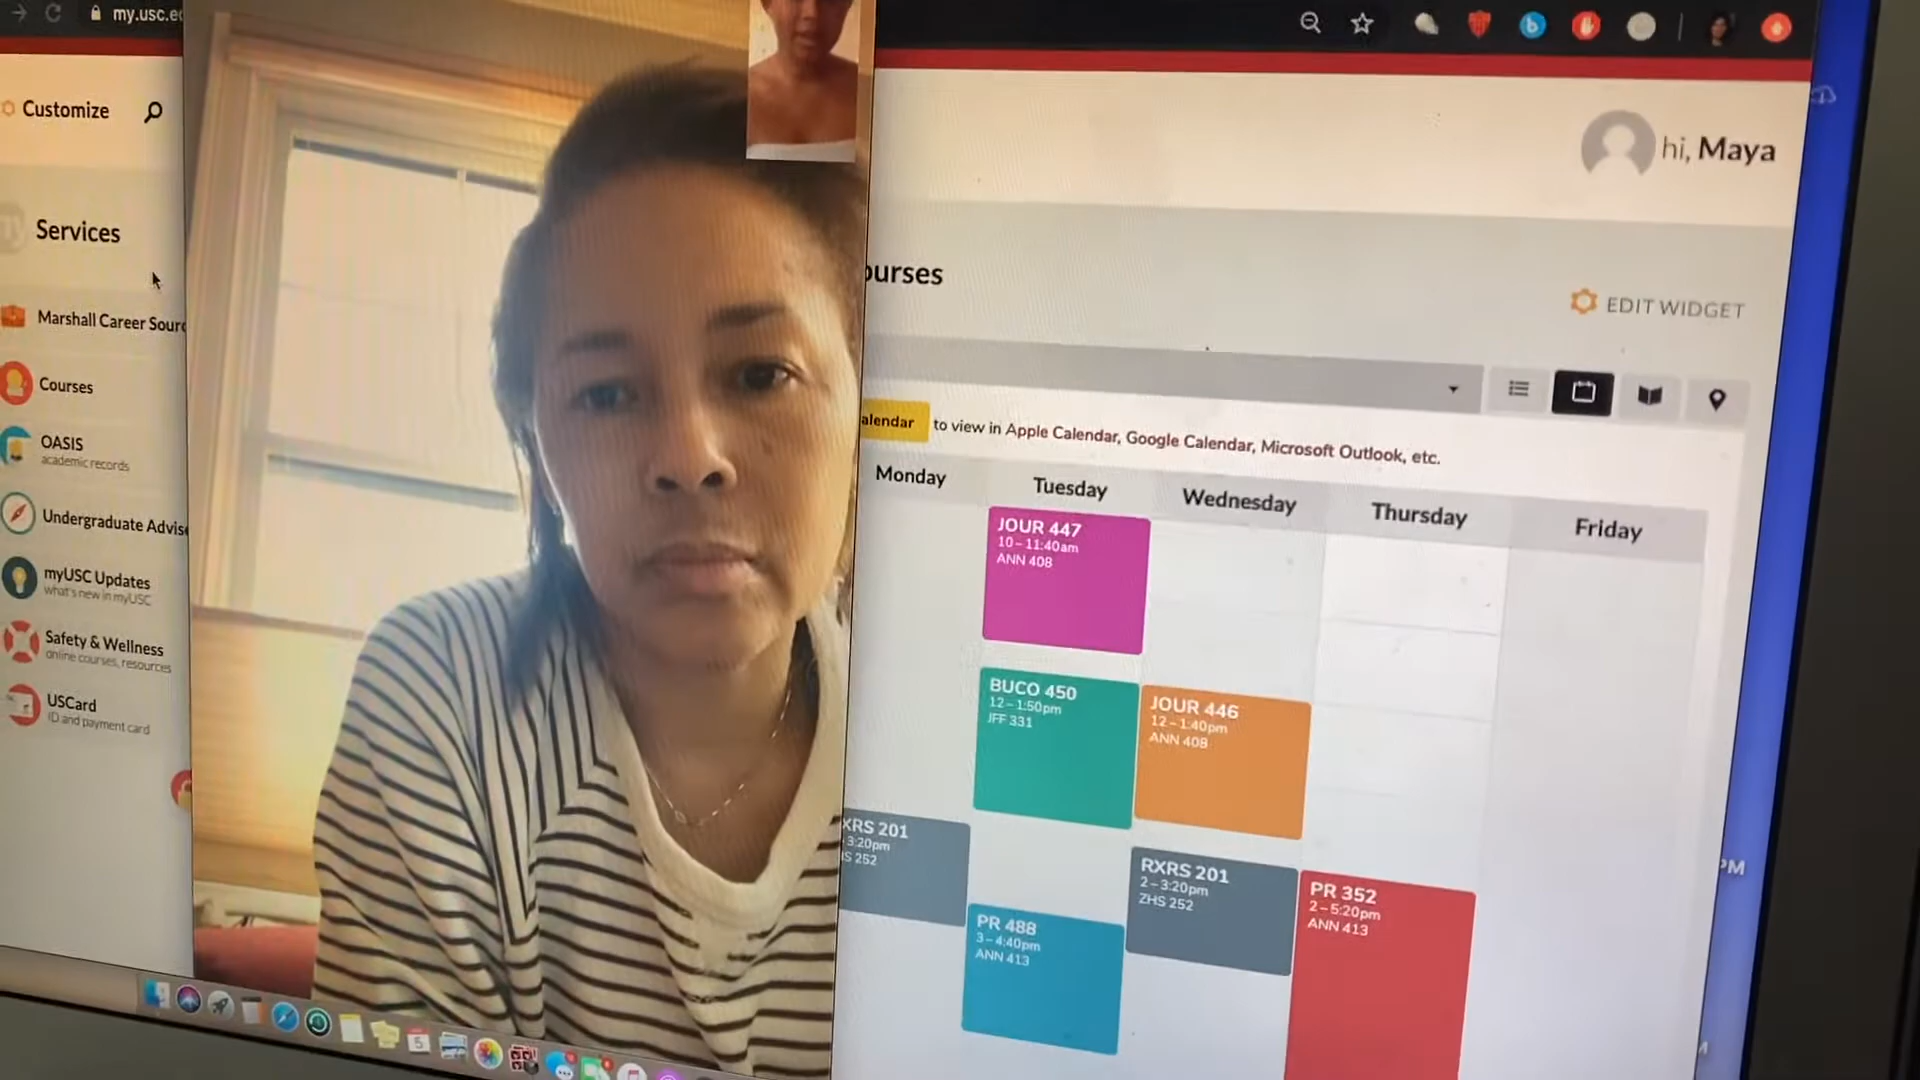 my.usc.e
Customize
Services
Marshall Career Sourc
Courses
OASIS
academic records
Undergraduate Advise
myUSC Updates
what's new in myUSC
Safety & Wellness
online courses, resources
USCard
ID and payment card
hi, Maya
ourses
EDIT WIDGET
alendar to view in Apple Calendar, Google Calendar, Microsoft Outlook, etc.
Monday Tuesday Wednesday Thursday Friday
JOUR 447
10 – 11:40am
ANN 408
BUCO 450
12 – 1:50pm
JFF 331
JOUR 446
12 – 1:40pm
ANN 408
XRS 201
3:20pm
S 252
RXRS 201
2 – 3:20pm
ZHS 252
PR 352
2 – 5:20pm
ANN 413
PR 488
3 – 4:40pm
ANN 413
PM
5